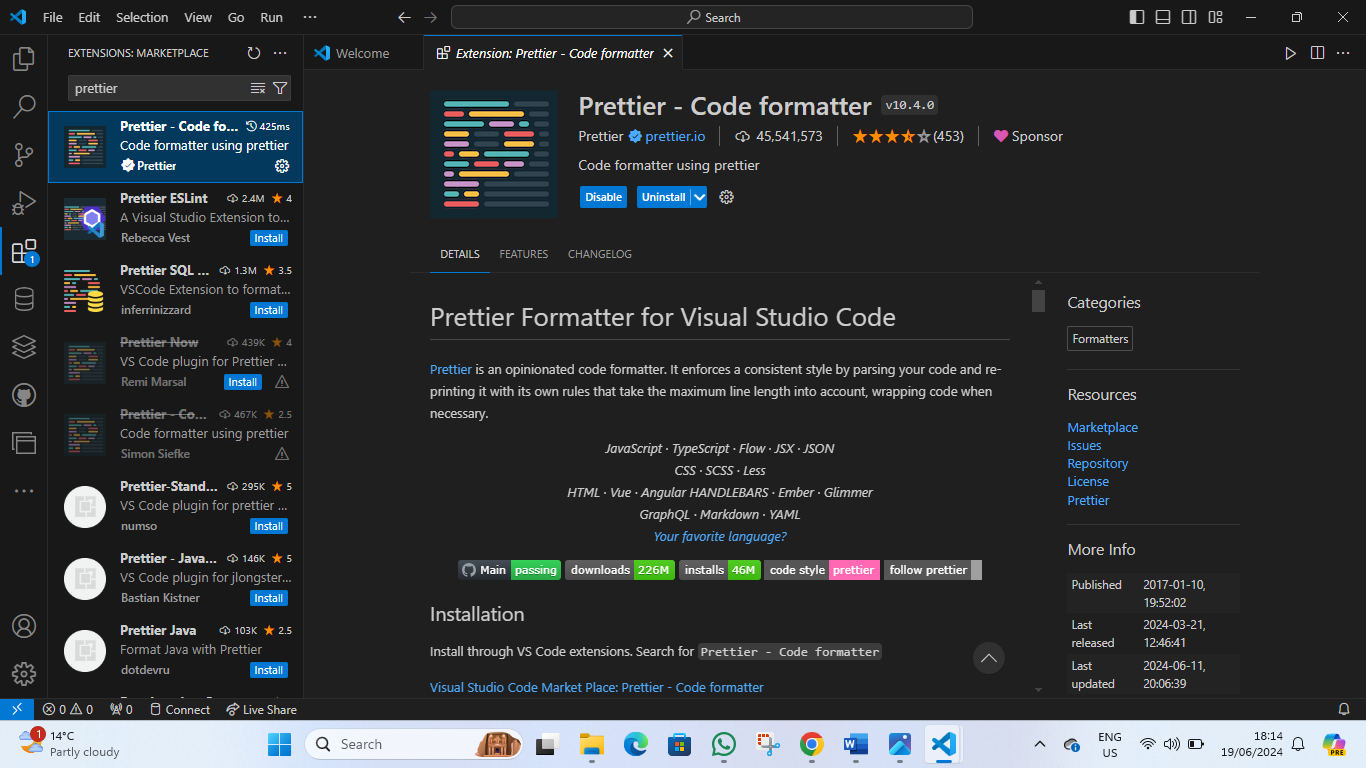 File Edit Selection View Go Run ···
Search
EXTENSIONS: MARKETPLACE
prettier
Prettier - Code fo... 425ms
Code formatter using prettier
Prettier
Prettier ESLint 2.4M 4
A Visual Studio Extension to...
Rebecca Vest Install
Prettier SQL ... 1.3M 3.5
VSCode Extension to format...
inferrinizzard Install
Prettier Now 439K 4
VS Code plugin for Prettier ...
Remi Marsal Install
Prettier - Co... 467K 2.5
Code formatter using prettier
Simon Siefke
Prettier-Stand... 295K 5
VS Code plugin for prettier ...
numso Install
Prettier - Java... 146K 5
VS Code plugin for jlongster...
Bastian Kistner Install
Prettier Java 103K 2.5
Format Java with Prettier
dotdevru Install
1
Welcome
Extension: Prettier - Code formatter
Prettier - Code formatter v10.4.0
Prettier prettier.io 45,541,573 (453) Sponsor
Code formatter using prettier
Disable Uninstall
DETAILS FEATURES CHANGELOG
Prettier Formatter for Visual Studio Code
Prettier is an opinionated code formatter. It enforces a consistent style by parsing your code and re-
printing it with its own rules that take the maximum line length into account, wrapping code when
necessary.
JavaScript · TypeScript · Flow · JSX · JSON
CSS · SCSS · Less
HTML · Vue · Angular HANDLEBARS · Ember · Glimmer
GraphQL · Markdown · YAML
Your favorite language?
Main passing downloads 226M installs 46M code style prettier follow prettier
Installation
Install through VS Code extensions. Search for Prettier - Code formatter
Visual Studio Code Market Place: Prettier - Code formatter
Categories
Formatters
Resources
Marketplace
Issues
Repository
License
Prettier
More Info
Published 2017-01-10,
19:52:02
Last 2024-03-21,
released 12:46:41
Last 2024-06-11,
updated 20:06:39
0 0 0 Connect Live Share
1
14°C
Partly cloudy
Search
ENG
US
18:14
19/06/2024
PRE